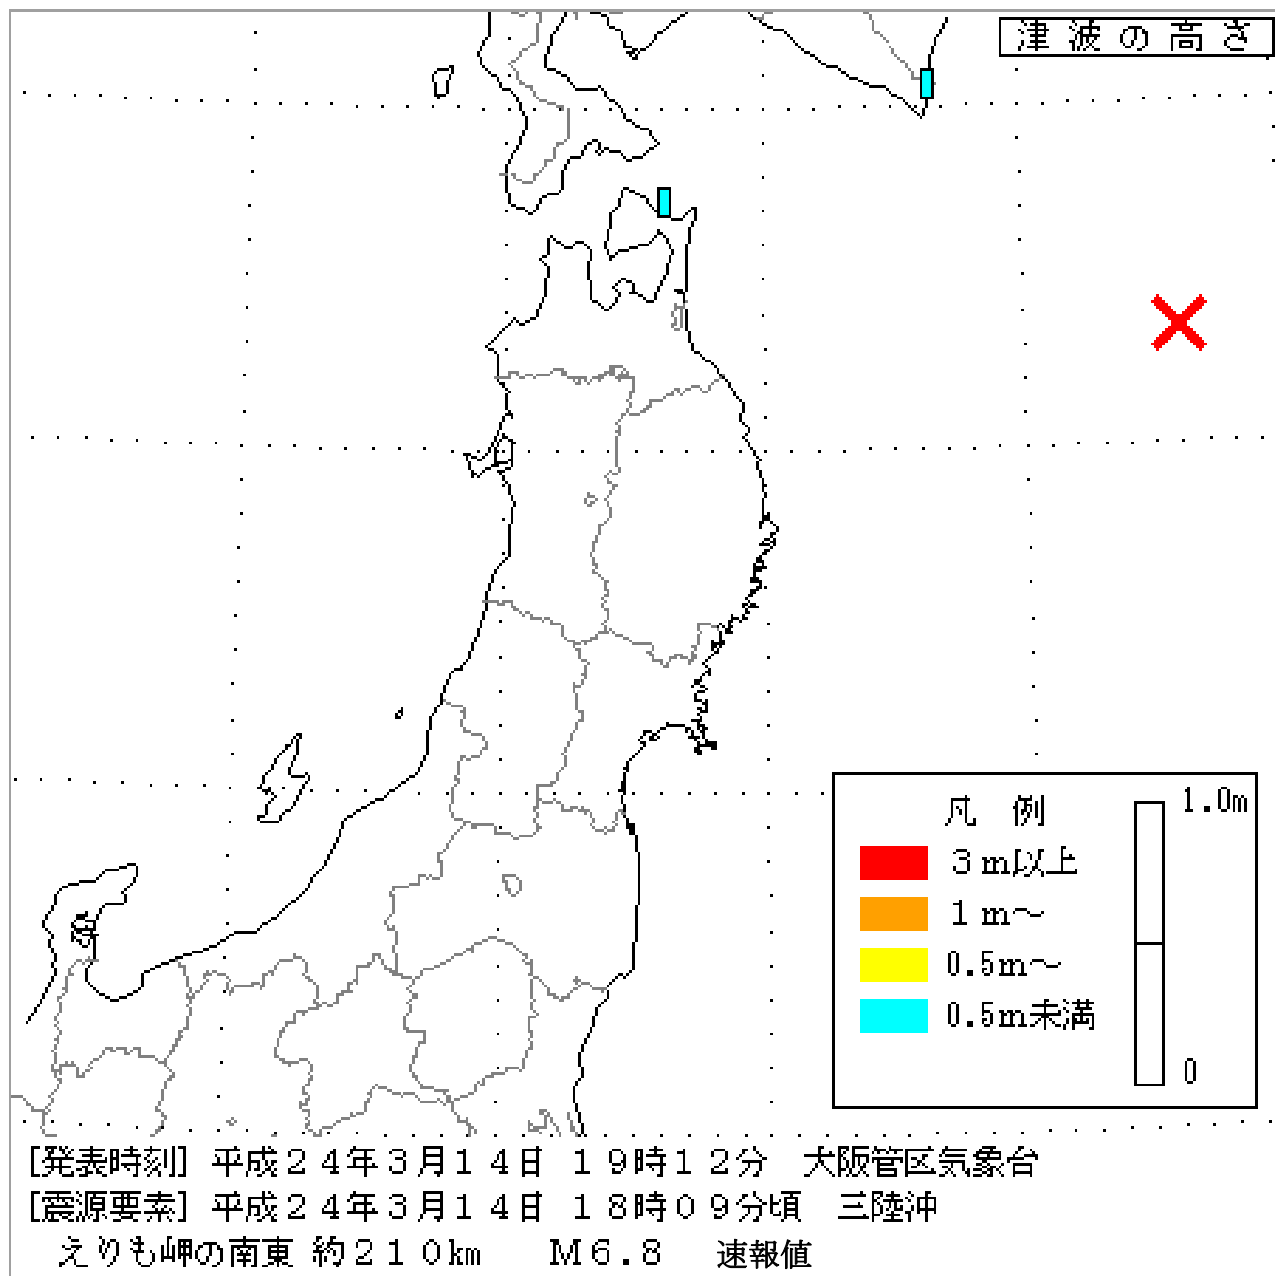 津波の高さ
凡 例
3m以上
1m～
0.5m～
0.5m未満
1.0m
0
[発表時刻] 平成24年3月14日 19時12分 大阪管区気象台
[震源要素] 平成24年3月14日 18時09分頃 三陸沖
えりも岬の南東 約210km M6.8 速報値